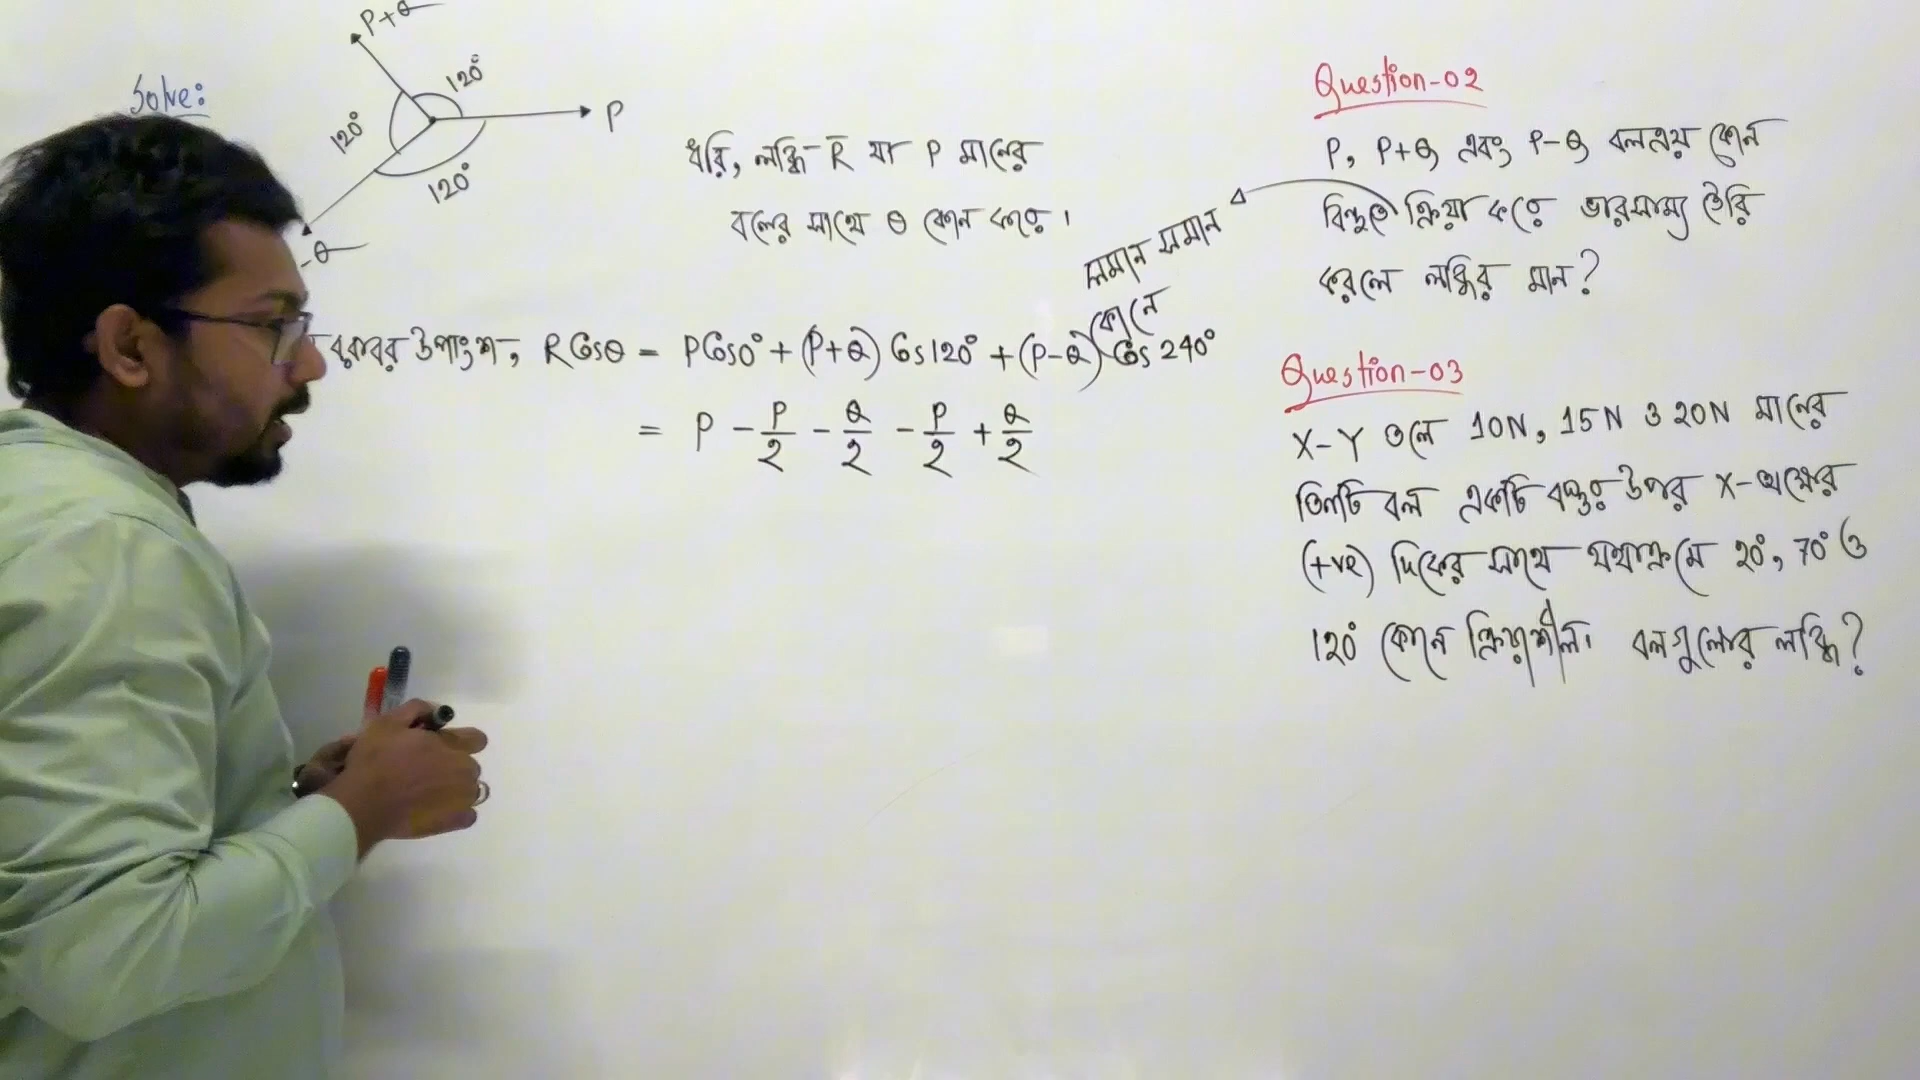 Solve:
P+Q
120°
P
120°
120°
-Q
ধরি, লব্ধি R যা P মানের
বলের সাথে θ কোন করে।
উপাংশ, RCosθ = PCos0° + (P+Q) Cos120° + (P-Q) Cos 240°
= P - P/2 - Q/2 - P/2 + Q/2
সমান সমান
কোনে
Question-02
P, P+Q এবং P-Q বলত্রয় কোন
বিন্দুতে ক্রিয়া করে ভারসাম্য তৈরি
করলে লব্ধির মান?
Question-03
X-Y তলে 10N, 15N ও 20N মানের
তিনটি বল একটি বস্তুর উপর X-অক্ষের
(+ve) দিকের সাথে যথাক্রমে 20°, 70° ও
120° কোনে ক্রিয়াশীল। বলগুলোর লব্ধি?